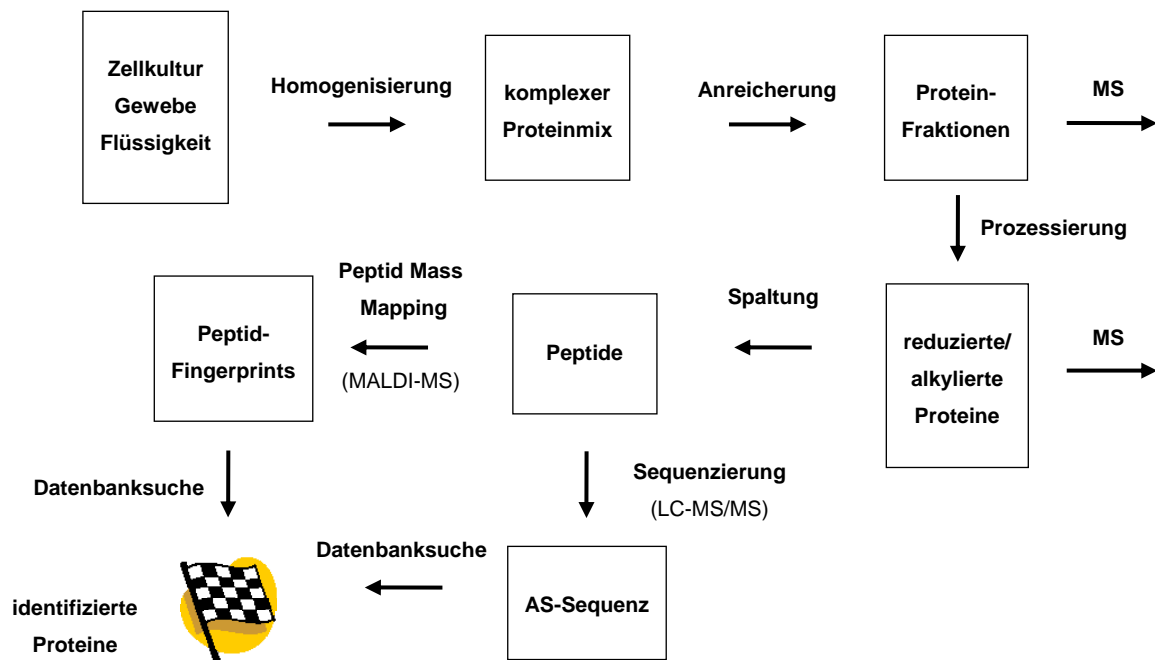 Zellkultur
Gewebe
Flüssigkeit
Homogenisierung
komplexer
Proteinmix
Anreicherung
Protein-
Fraktionen
MS
Prozessierung
reduzierte/
alkylierte
Proteine
MS
Spaltung
Peptide
Peptid Mass
Mapping
(MALDI-MS)
Peptid-
Fingerprints
Datenbanksuche
Sequenzierung
(LC-MS/MS)
AS-Sequenz
Datenbanksuche
identifizierte
Proteine